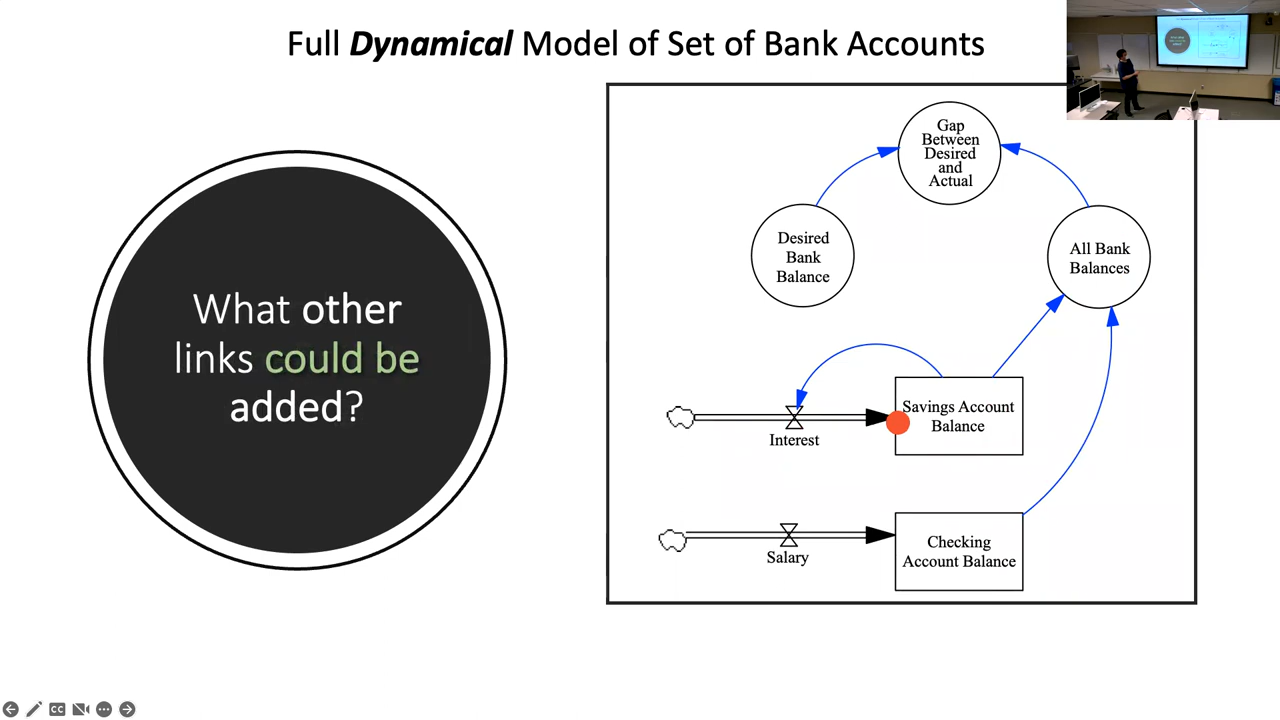 Full Dynamical Model of Set of Bank Accounts
What other
links could be
added?
Gap
Between
Desired
and
Actual
Desired
Bank
Balance
All Bank
Balances
Savings Account
Balance
Interest
Checking
Account Balance
Salary
CC